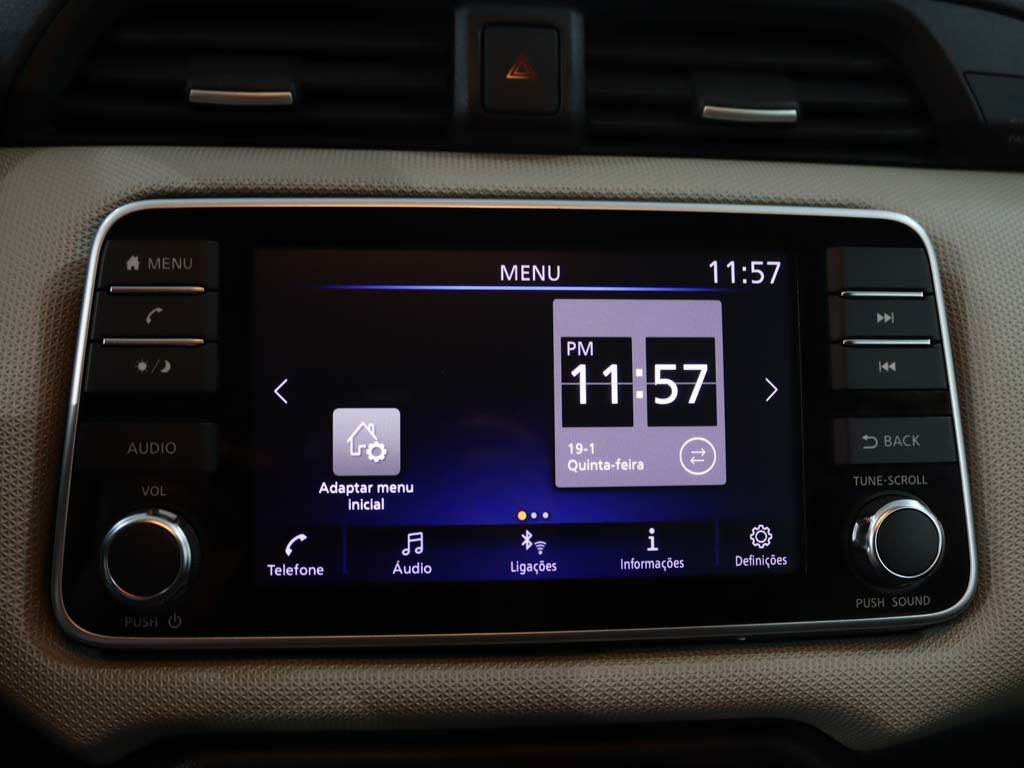 MENU
MENU
11:57
PM
11:57
19-1
Quinta-feira
Adaptar menu
inicial
AUDIO
VOL
PUSH
BACK
TUNE·SCROLL
PUSH SOUND
Telefone
Áudio
Ligações
Informações
Definições